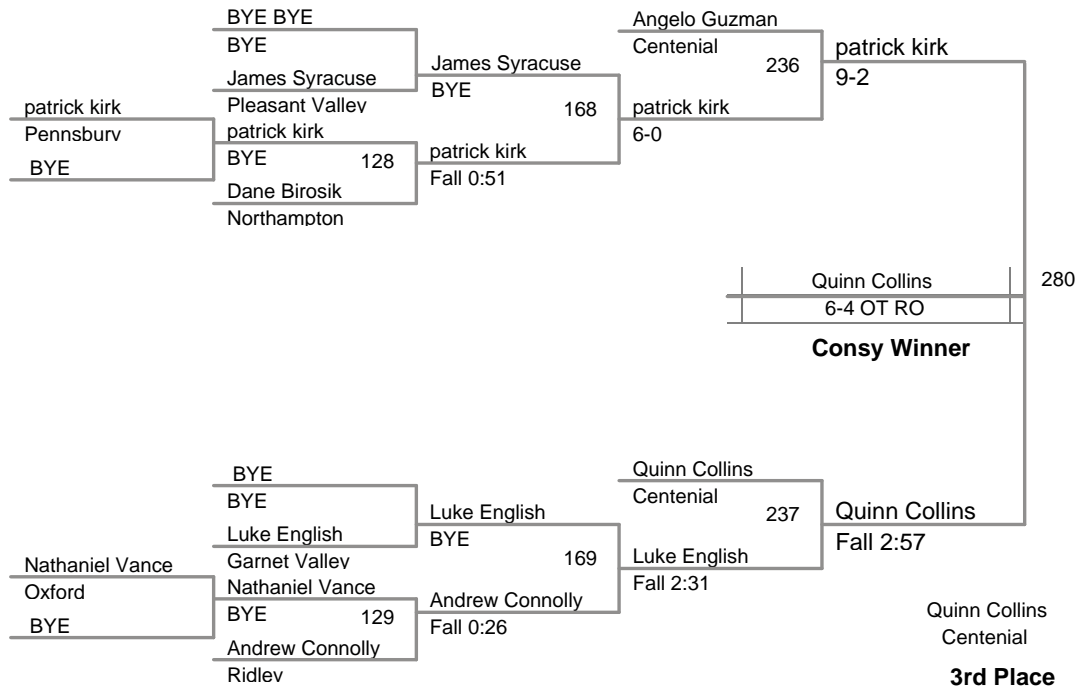 BYE BYE
BYE
James Syracuse
Pleasant Valley
patrick kirk
Pennsbury
BYE
patrick kirk
BYE
128
Dane Birosik
Northampton
James Syracuse
BYE
168
patrick kirk
Fall 0:51
Angelo Guzman
Centenial
236
patrick kirk
6-0
patrick kirk
9-2
280
Quinn Collins
6-4 OT RO
Consy Winner
BYE
BYE
Luke English
Garnet Valley
Nathaniel Vance
Oxford
BYE
Nathaniel Vance
BYE
129
Andrew Connolly
Ridley
Luke English
BYE
169
Andrew Connolly
Fall 0:26
Quinn Collins
Centenial
237
Luke English
Fall 2:31
Quinn Collins
Fall 2:57
Quinn Collins
Centenial
3rd Place